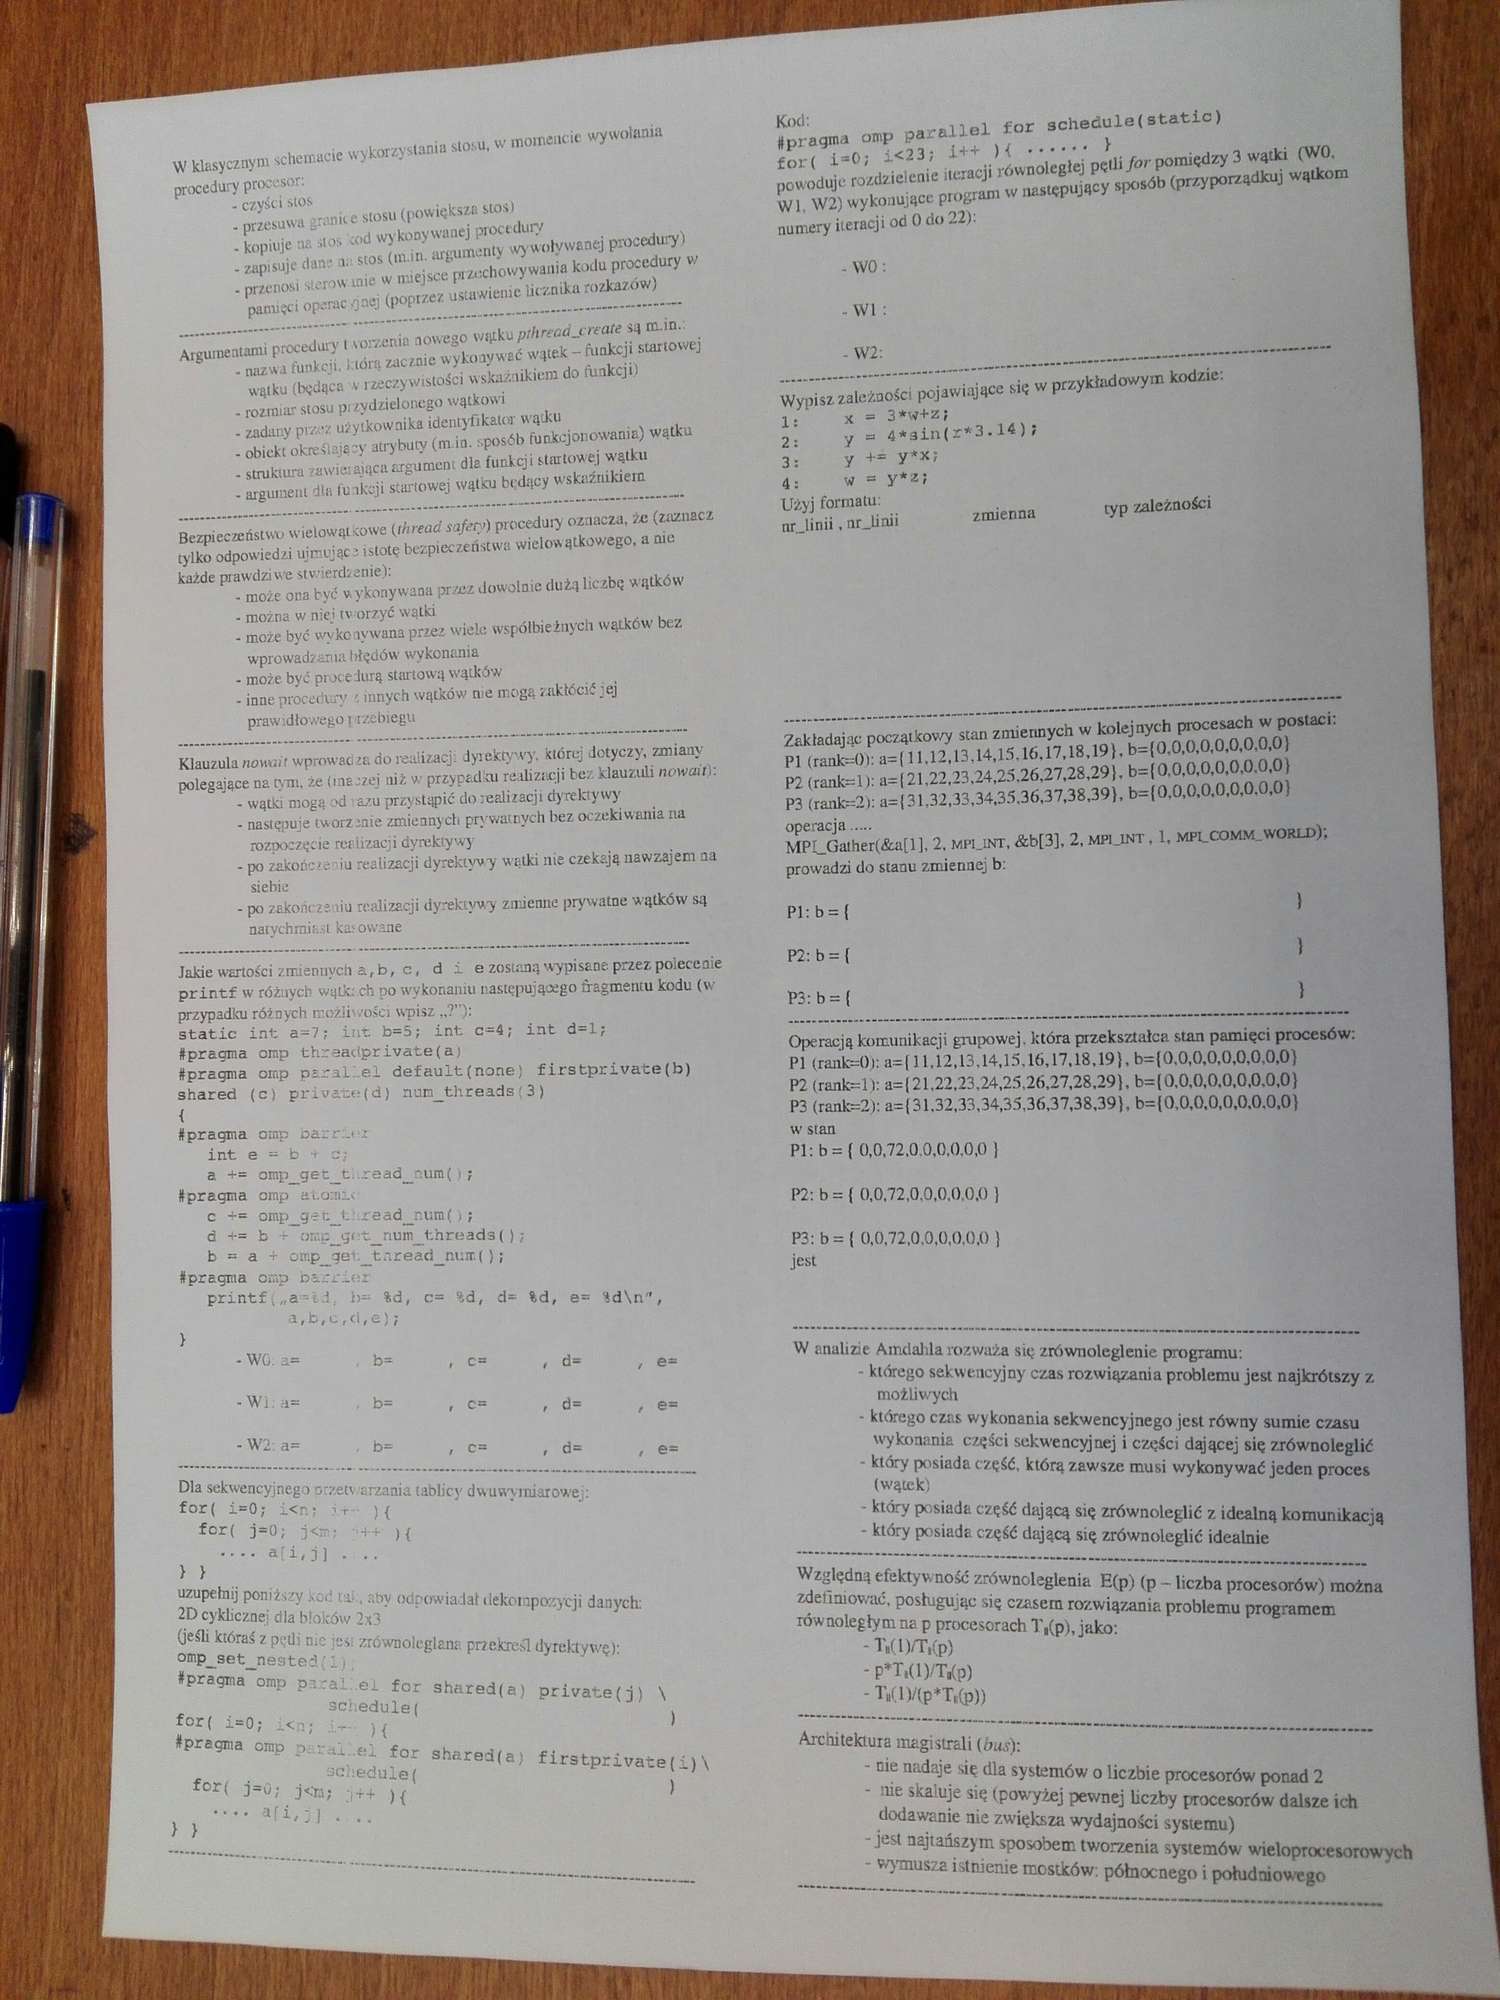 W klasycznym schemacie wykorzystania stosu, w momencie wywołania
procedury procesor:
- czyści stos
- przesuwa granice stosu (powiększa stos)
- kopiuje na stos kod wykonywanej procedury
- zapisuje dane na stos (m.in. argumenty wywoływanej procedury)
- przenosi sterowanie w miejsce przechowywania kodu procedury w
pamięci operacyjnej (poprzez ustawienie licznika rozkazów)
Argumentami procedury tworzenia nowego wątku pthread_create są m.in.:
- nazwa funkcji, którą zacznie wykonywać wątek – funkcji startowej
wątku (będąca w rzeczywistości wskaźnikiem do funkcji)
- rozmiar stosu przydzielonego wątkowi
- zadany przez użytkownika identyfikator wątku
- obiekt określający atrybuty (m.in. sposób funkcjonowania) wątku
- struktura zawierająca argument dla funkcji startowej wątku
- argument dla funkcji startowej wątku będący wskaźnikiem
Bezpieczeństwo wielowątkowe (thread safety) procedury oznacza, że (zaznacz
tylko odpowiedzi ujmujące istotę bezpieczeństwa wielowątkowego, a nie
każde prawdziwe stwierdzenie):
- może ona być wykonywana przez dowolnie dużą liczbę wątków
- można w niej tworzyć wątki
- może być wykonywana przez wiele współbieżnych wątków bez
wprowadzania błędów wykonania
- może być procedurą startową wątków
- inne procedury z innych wątków nie mogą zakłócić jej
prawidłowego przebiegu
Klauzula nowait wprowadza do realizacji dyrektywy, której dotyczy, zmiany
polegające na tym, że (inaczej niż w przypadku realizacji bez klauzuli nowait):
- wątki mogą od razu przystąpić do realizacji dyrektywy
- następuje tworzenie zmiennych prywatnych bez oczekiwania na
rozpoczęcie realizacji dyrektywy
- po zakończeniu realizacji dyrektywy wątki nie czekają nawzajem na
siebie
- po zakończeniu realizacji dyrektywy zmienne prywatne wątków są
natychmiast kasowane
Jakie wartości zmiennych a,b, c, d i e zostaną wypisane przez polecenie
printf w różnych wątkach po wykonaniu następującego fragmentu kodu (w
przypadku różnych możliwości wpisz „?”):
static int a=7; int b=5; int c=4; int d=1;
#pragma omp threadprivate(a)
#pragma omp parallel default(none) firstprivate(b)
shared (c) private(d) num_threads(3)
{
#pragma omp barrier
int e = b + c;
a += omp_get_thread_num();
#pragma omp atomic
c += omp_get_thread_num();
d += b + omp_get_num_threads();
b = a + omp_get_thread_num();
#pragma omp barrier
printf(„a=%d, b= %d, c= %d, d= %d, e= %d\n",
a,b,c,d,e);
}
- W0: a= , b= , c= , d= , e=
- W1: a= , b= , c= , d= , e=
- W2: a= , b= , c= , d= , e=
Dla sekwencyjnego przetwarzania tablicy dwuwymiarowej:
for( i=0; i<n; i++ ){
for( j=0; j<m; j++ ){
.... a[i,j] ....
} }
uzupełnij poniższy kod tak, aby odpowiadał dekompozycji danych:
2D cyklicznej dla bloków 2x3
(jeśli któraś z pętli nie jest zrównoleglana przekreśl dyrektywę):
omp_set_nested(1);
#pragma omp parallel for shared(a) private(j) \
schedule( )
for( i=0; i<n; i++ ){
#pragma omp parallel for shared(a) firstprivate(i)\
schedule( )
for( j=0; j<m; j++ ){
.... a[i,j] ....
} }
Kod:
#pragma omp parallel for schedule(static)
for( i=0; i<23; i++ ){ ...... }
powoduje rozdzielenie iteracji równoległej pętli for pomiędzy 3 wątki (W0,
W1, W2) wykonujące program w następujący sposób (przyporządkuj wątkom
numery iteracji od 0 do 22):
- W0 :
- W1 :
- W2:
Wypisz zależności pojawiające się w przykładowym kodzie:
1: x = 3*w+z;
2: y = 4*sin(z*3.14);
3: y += y*x;
4: w = y*z;
Użyj formatu:
nr_linii , nr_linii zmienna typ zależności
Zakładając początkowy stan zmiennych w kolejnych procesach w postaci:
P1 (rank=0): a={11,12,13,14,15,16,17,18,19}, b={0,0,0,0,0,0,0,0,0}
P2 (rank=1): a={21,22,23,24,25,26,27,28,29}, b={0,0,0,0,0,0,0,0,0}
P3 (rank=2): a={31,32,33,34,35,36,37,38,39}, b={0,0,0,0,0,0,0,0,0}
operacja .....
MPI_Gather(&a[1], 2, MPI_INT, &b[3], 2, MPI_INT , 1, MPI_COMM_WORLD);
prowadzi do stanu zmiennej b:
P1: b = { }
P2: b = { }
P3: b = { }
Operacją komunikacji grupowej, która przekształca stan pamięci procesów:
P1 (rank=0): a={11,12,13,14,15,16,17,18,19}, b={0,0,0,0,0,0,0,0,0}
P2 (rank=1): a={21,22,23,24,25,26,27,28,29}, b={0,0,0,0,0,0,0,0,0}
P3 (rank=2): a={31,32,33,34,35,36,37,38,39}, b={0,0,0,0,0,0,0,0,0}
w stan
P1: b = { 0,0,72,0,0,0,0,0,0 }
P2: b = { 0,0,72,0,0,0,0,0,0 }
P3: b = { 0,0,72,0,0,0,0,0,0 }
jest
W analizie Amdahla rozważa się zrównoleglenie programu:
- którego sekwencyjny czas rozwiązania problemu jest najkrótszy z
możliwych
- którego czas wykonania sekwencyjnego jest równy sumie czasu
wykonania części sekwencyjnej i części dającej się zrównoleglić
- który posiada część, którą zawsze musi wykonywać jeden proces
(wątek)
- który posiada część dającą się zrównoleglić z idealną komunikacją
- który posiada część dającą się zrównoleglić idealnie
Względną efektywność zrównoleglenia E(p) (p – liczba procesorów) można
zdefiniować, posługując się czasem rozwiązania problemu programem
równoległym na p procesorach T||(p), jako:
- T||(1)/T||(p)
- p*T||(1)/T||(p)
- T||(1)/(p*T||(p))
Architektura magistrali (bus):
- nie nadaje się dla systemów o liczbie procesorów ponad 2
- nie skaluje się (powyżej pewnej liczby procesorów dalsze ich
dodawanie nie zwiększa wydajności systemu)
- jest najtańszym sposobem tworzenia systemów wieloprocesorowych
- wymusza istnienie mostków: północnego i południowego